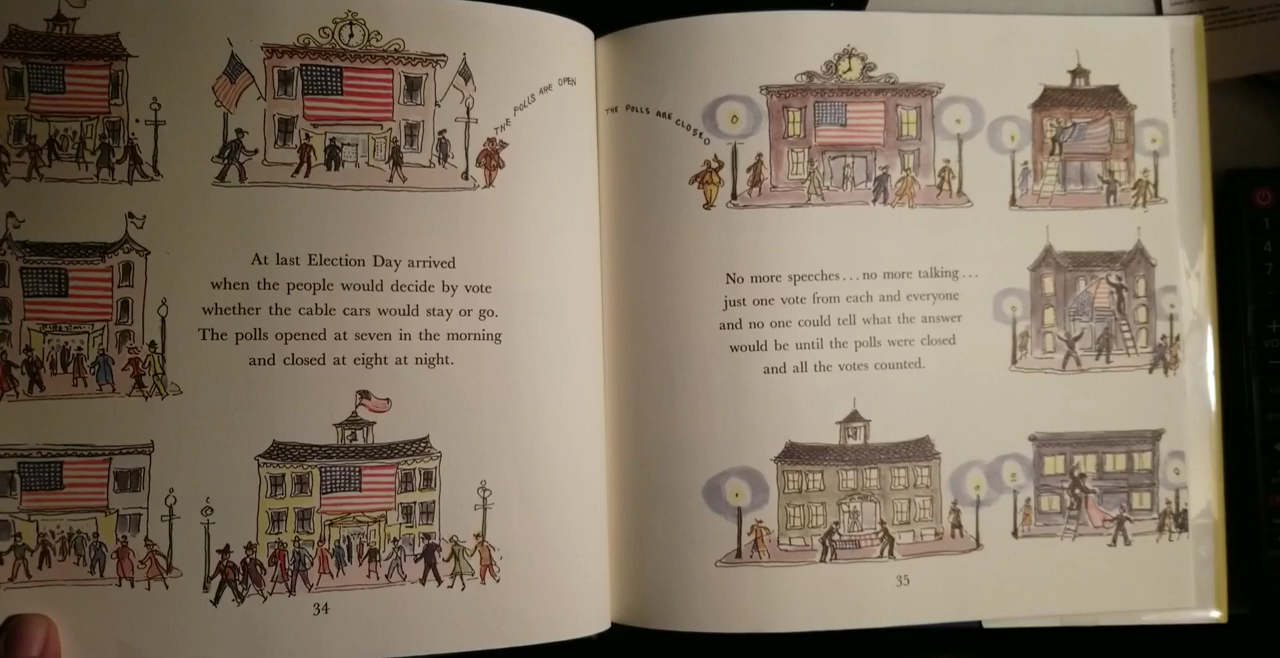 THE POLLS ARE OPEN
At last Election Day arrived
when the people would decide by vote
whether the cable cars would stay or go.
The polls opened at seven in the morning
and closed at eight at night.
34
THE POLLS ARE CLOSED
No more speeches...no more talking...
just one vote from each and everyone
and no one could tell what the answer
would be until the polls were closed
and all the votes counted.
35